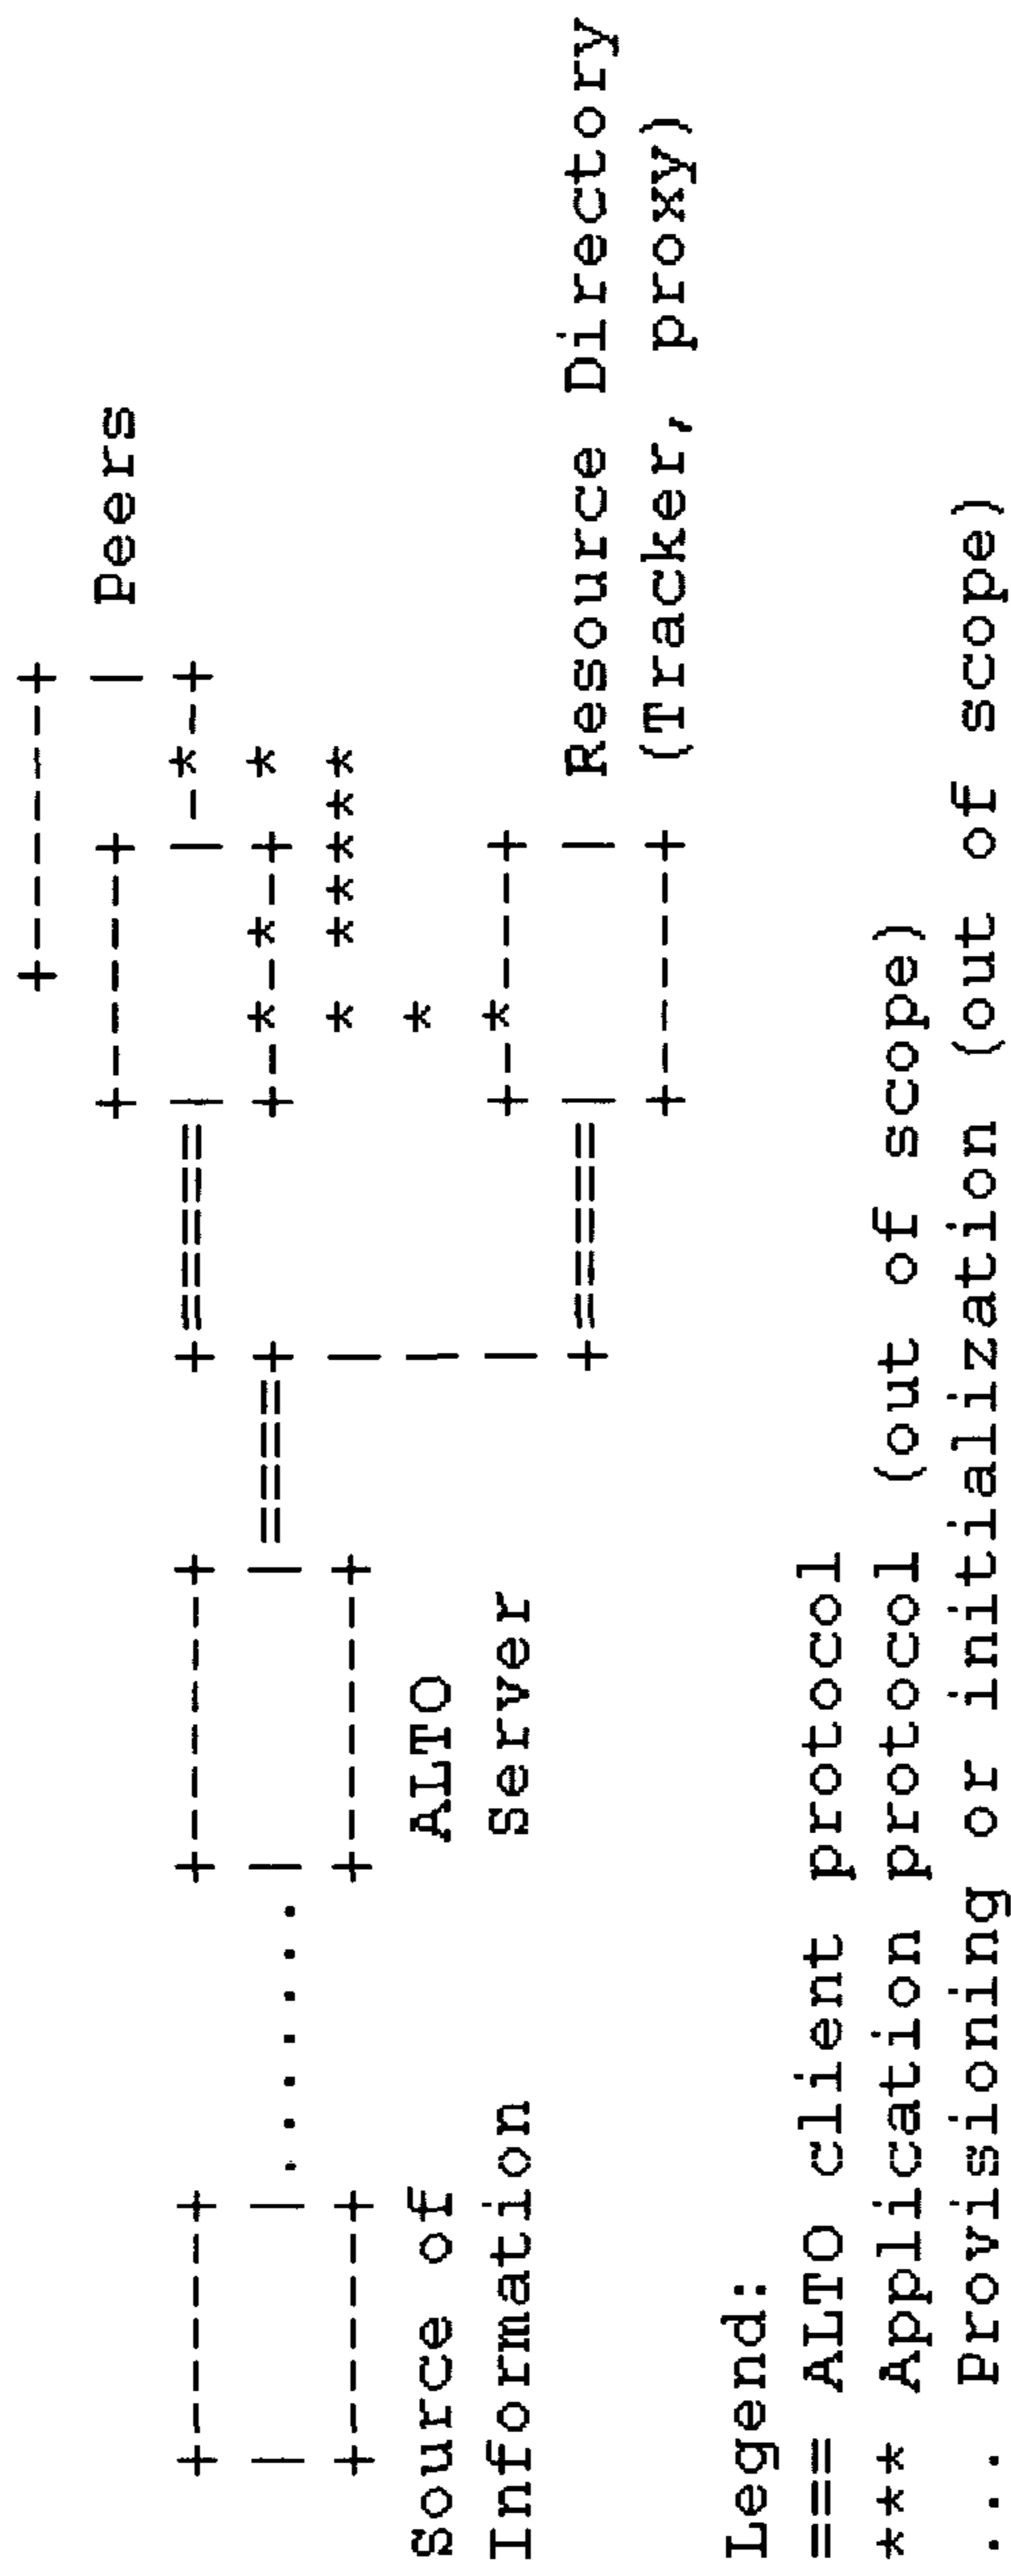 +------+
                                  +-----+   | Peers
  +-----+       +------+    +=====|     |-*-+
  |     |.......|      |====+     +-*-*-+ *
  +-----+       +------+    |       * *****
Source of        ALTO       |       *
Information      Server     |     +-*---+
                            +=====|     | Resource Directory
                                  +-----+ (Tracker, proxy)
Legend:
=== ALTO client protocol
*** Application protocol (out of scope)
... Provisioning or initialization (out of scope)